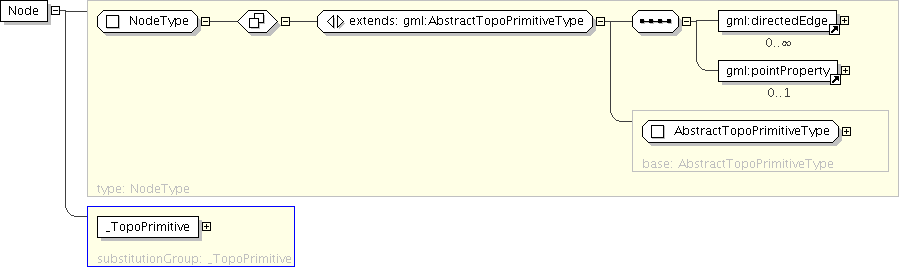 Node
NodeType
extends: gml:AbstractTopoPrimitiveType
gml:directedEdge
0..∞
gml:pointProperty
0..1
AbstractTopoPrimitiveType
base: AbstractTopoPrimitiveType
type: NodeType
_TopoPrimitive
substitutionGroup: _TopoPrimitive